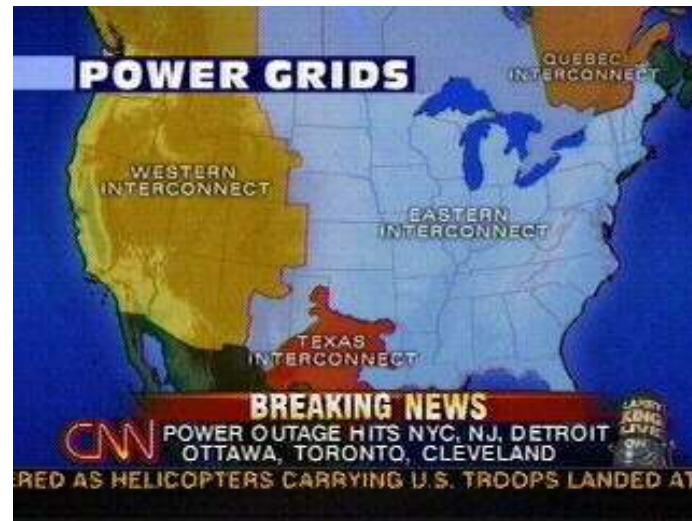 POWER GRIDS
QUEBEC
INTERCONNECT
WESTERN
INTERCONNECT
EASTERN
INTERCONNECT
TEXAS
INTERCONNECT
BREAKING NEWS
CNN
POWER OUTAGE HITS NYC, NJ, DETROIT
OTTAWA, TORONTO, CLEVELAND
LARRY
KING
LIVE
RED AS HELICOPTERS CARRYING U.S. TROOPS LANDED AT